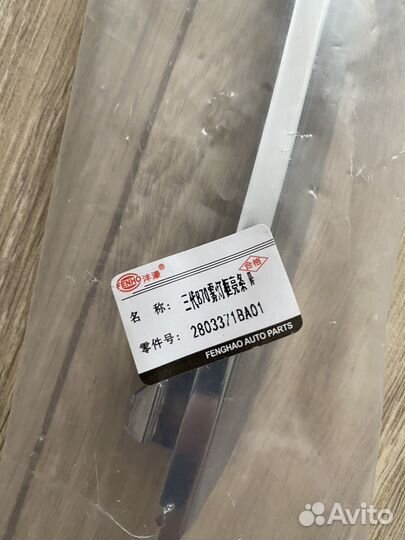 FENHO 沣濠®
合格
名 称: 三代B70雾灯框亮条 R
零件号: 2803371BA01
FENGHAO AUTO PARTS
Avito